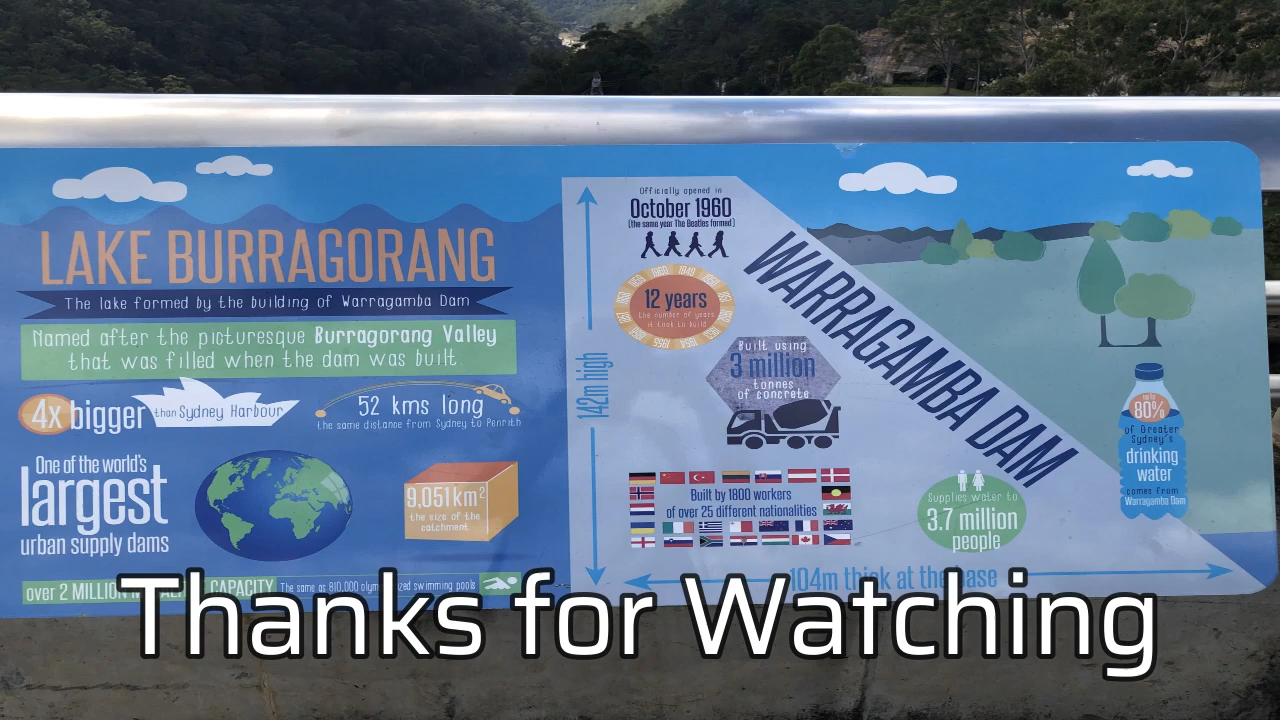 LAKE BURRAGORANG
The lake formed by the building of Warragamba Dam
Named after the picturesque Burragorang Valley
that was filled when the dam was built.
4x bigger than Sydney Harbour
52 kms long
the same distance from Sydney to Penrith
One of the world's
largest
urban supply dams
9,051km²
the size of the
catchment
over 2 MILLION CAPACITY
The same as 810,000 swimming pools
142m high
Officially opened in
October 1960
(the same year The Beatles formed)
12 years
the number of years
it took to build
Built using
3 million
tonnes
of concrete
Built by 1800 workers
of over 25 different nationalities
WARRAGAMBA DAM
Supplies water to
3.7 million
people
up to
80%
of Greater
Sydney's
drinking
water
comes from
Warragamba Dam
104m thick at the base
Thanks for Watching